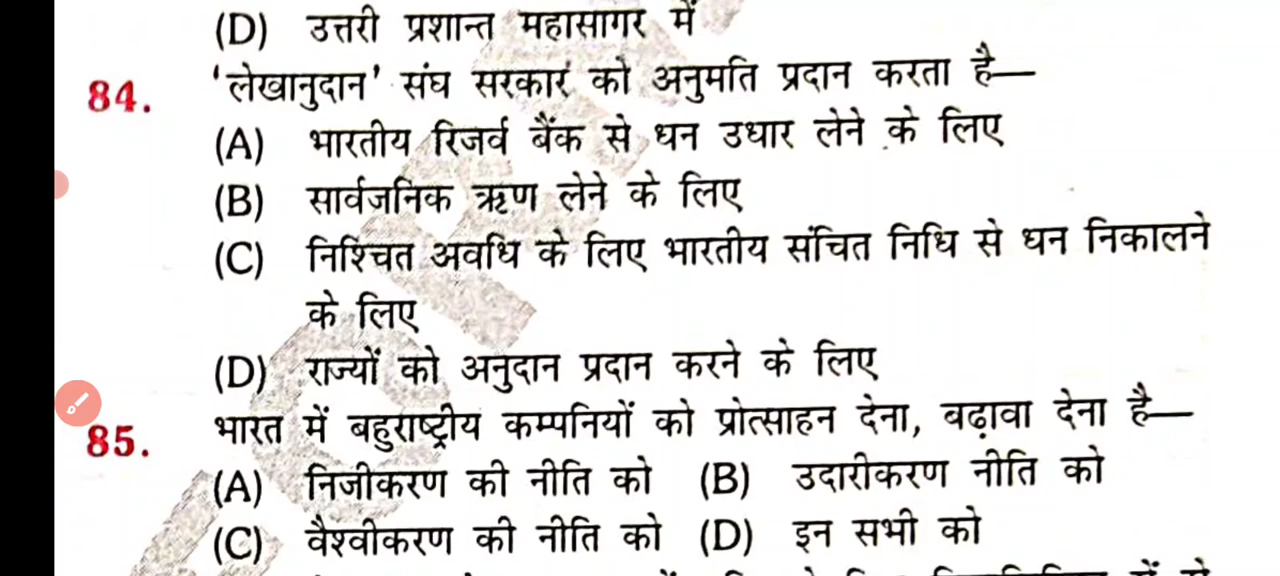 (D) उत्तरी प्रशान्त महासागर में
84. 'लेखानुदान' संघ सरकार को अनुमति प्रदान करता है—
(A) भारतीय रिजर्व बैंक से धन उधार लेने के लिए
(B) सार्वजनिक ऋण लेने के लिए
(C) निश्चित अवधि के लिए भारतीय संचित निधि से धन निकालने
के लिए
(D) राज्यों को अनुदान प्रदान करने के लिए
85. भारत में बहुराष्ट्रीय कम्पनियों को प्रोत्साहन देना, बढ़ावा देना है—
(A) निजीकरण की नीति को (B) उदारीकरण नीति को
(C) वैश्वीकरण की नीति को (D) इन सभी को